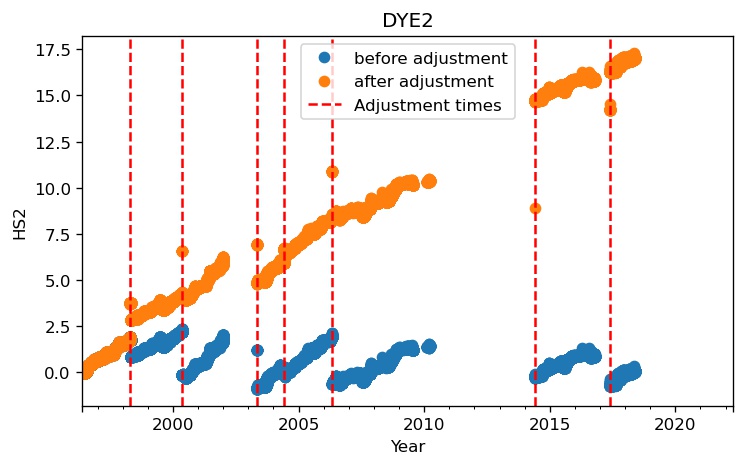 DYE2
before adjustment
after adjustment
Adjustment times
HS2
17.5
15.0
12.5
10.0
7.5
5.0
2.5
0.0
2000 2005 2010 2015 2020
Year